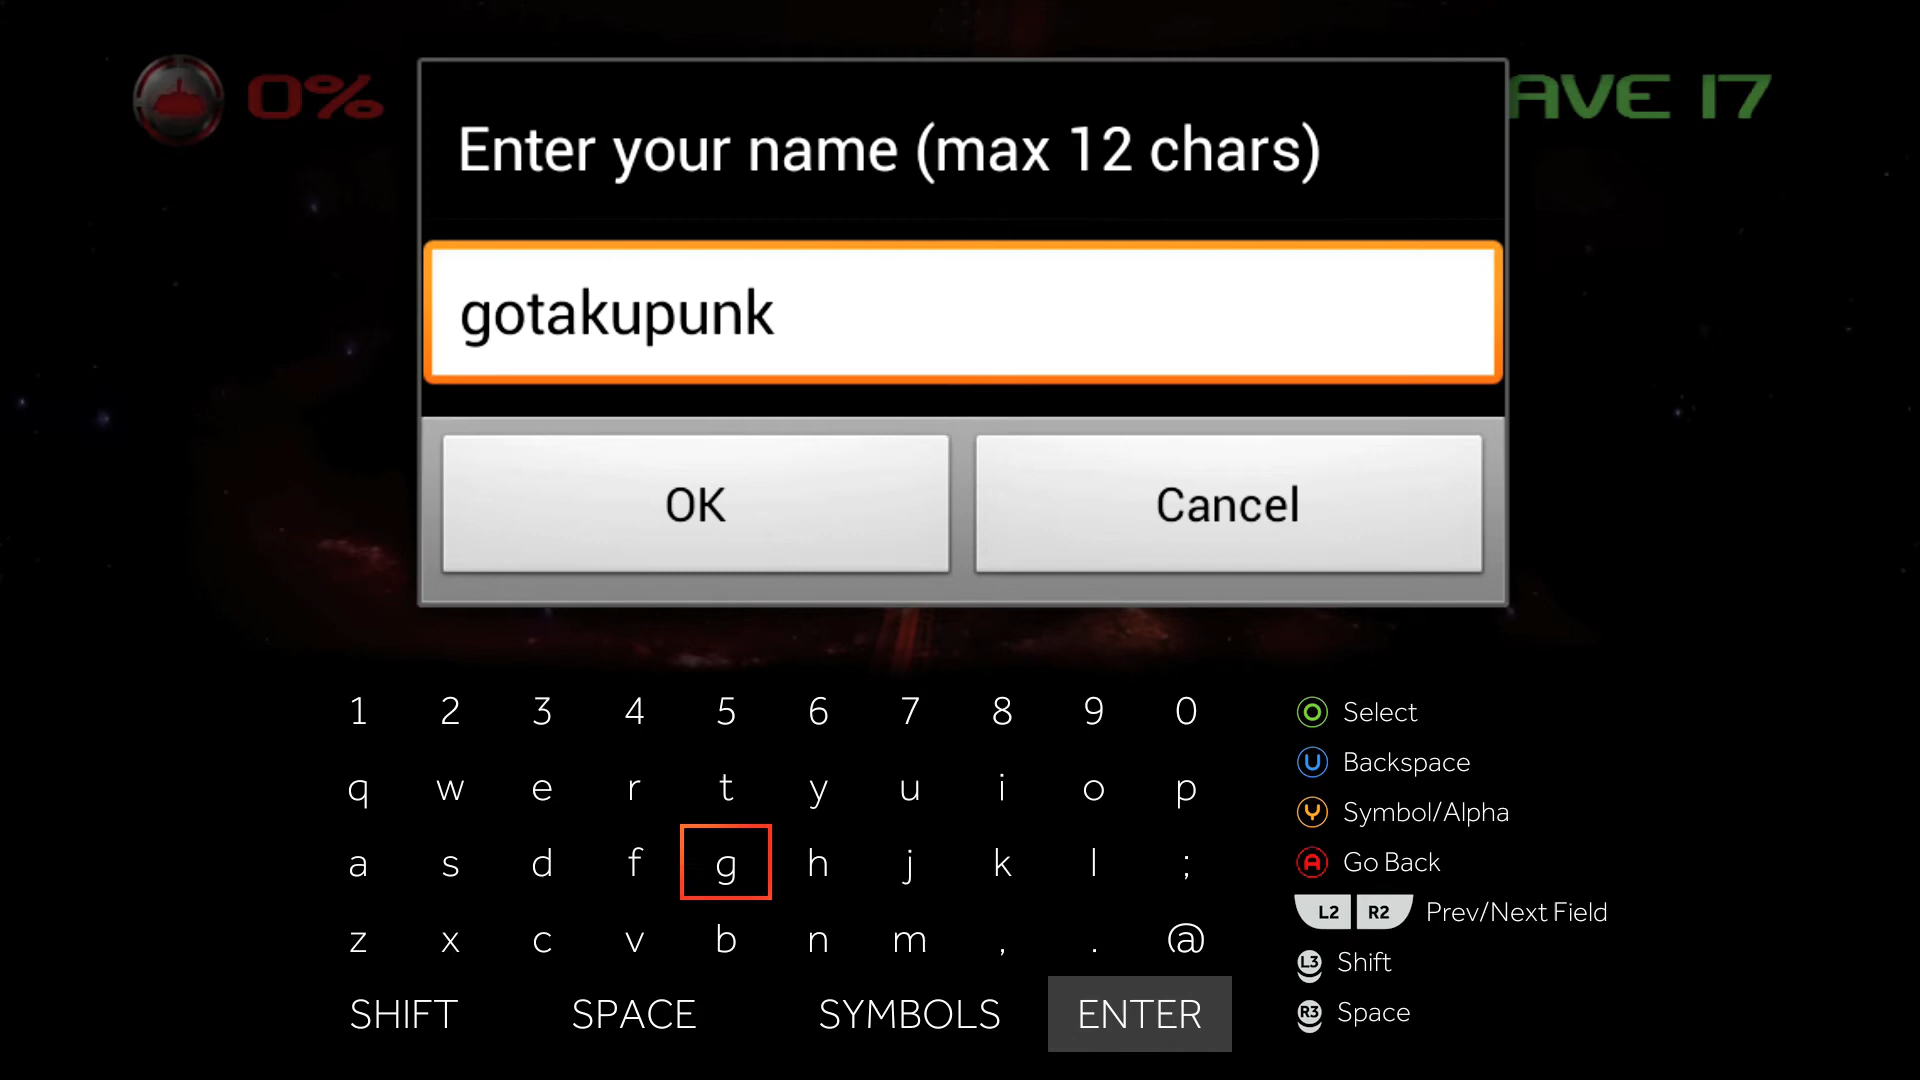 0%
AVE 17
Enter your name (max 12 chars)
gotakupunk
OK Cancel
1 2 3 4 5 6 7 8 9 0
q w e r t y u i o p
a s d f g h j k l ;
z x c v b n m , . @
SHIFT SPACE SYMBOLS ENTER
O Select
U Backspace
Y Symbol/Alpha
A Go Back
L2 R2 Prev/Next Field
L3 Shift
R3 Space